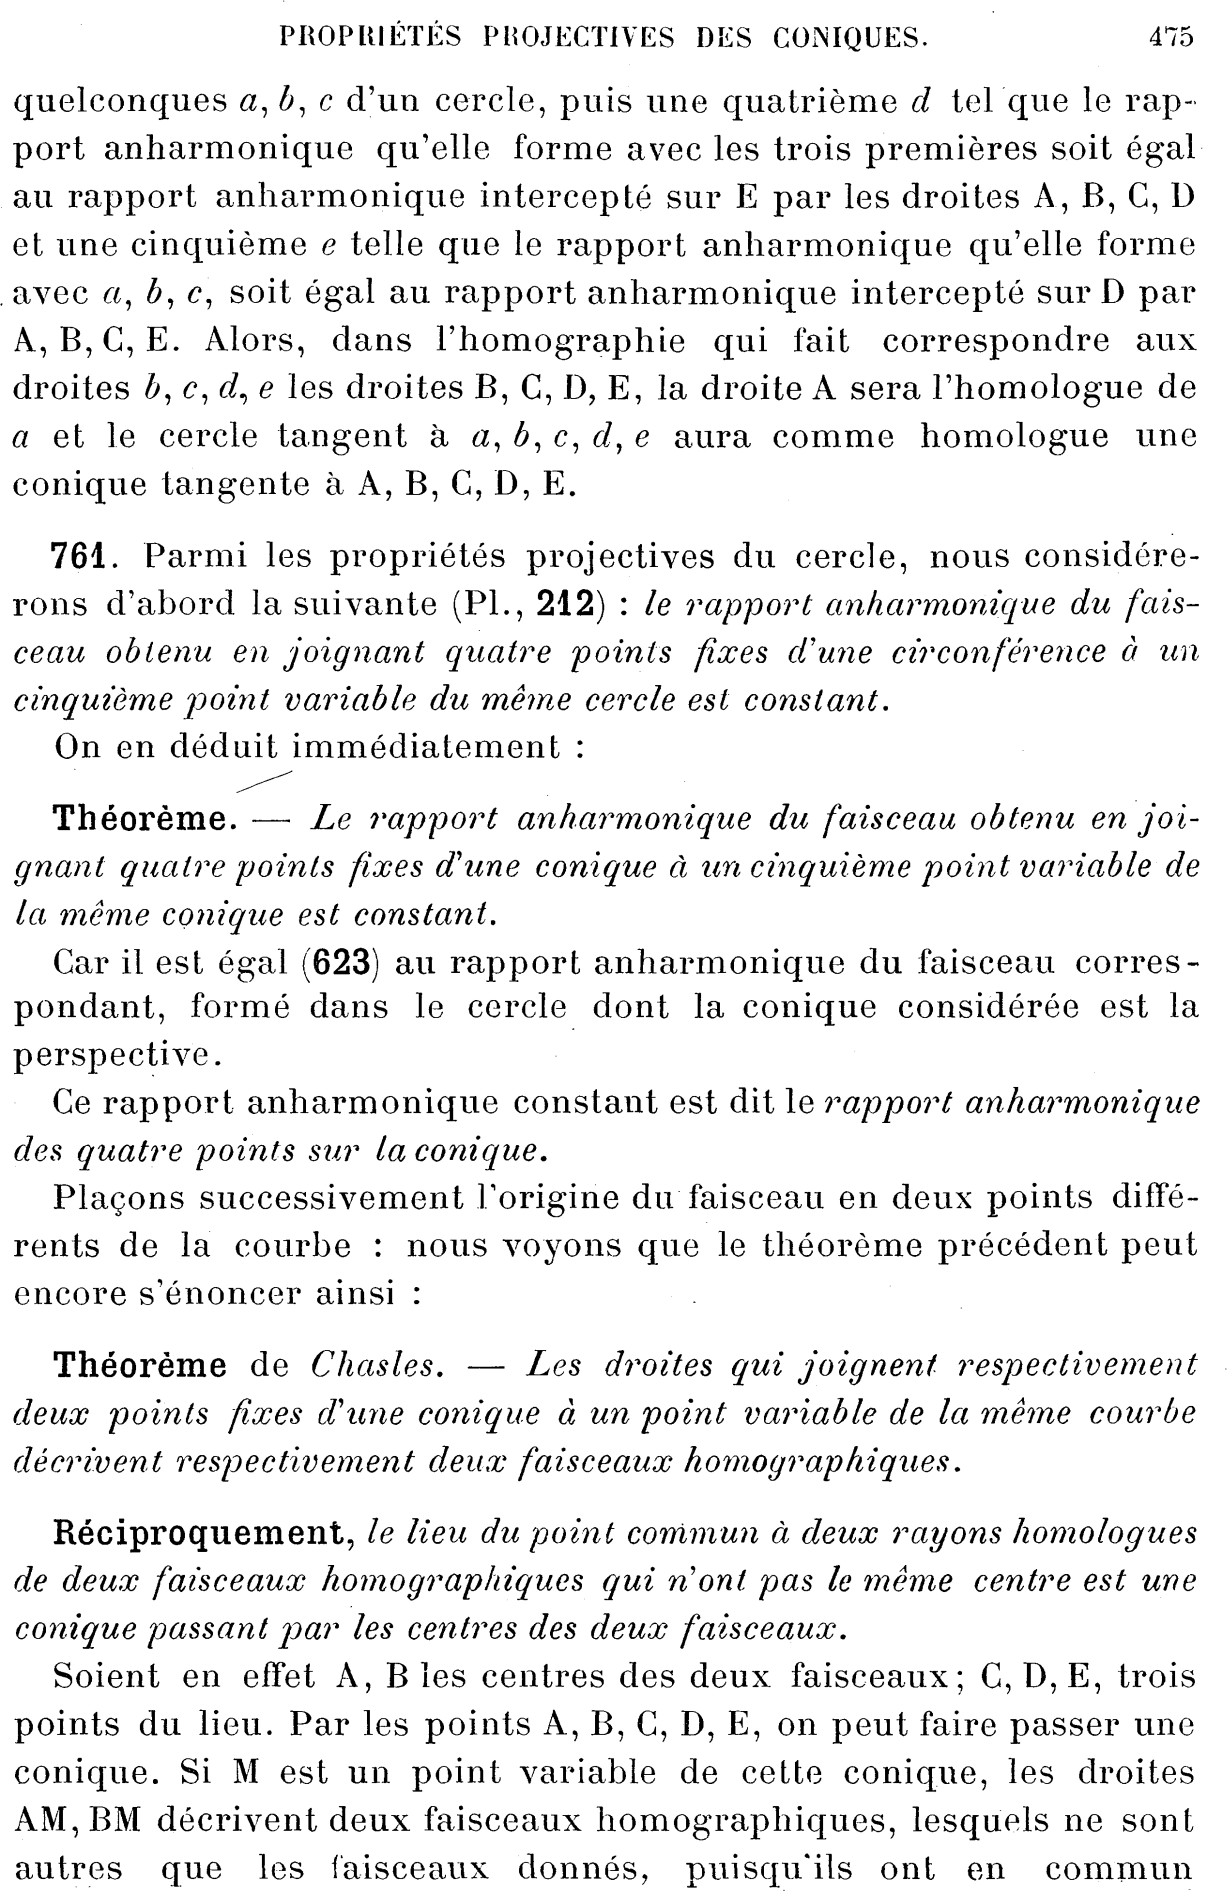 PROPRIÉTÉS PROJECTIVES DES CONIQUES. 475
quelconques a, b, c d'un cercle, puis une quatrième d tel que le rap-
port anharmonique qu'elle forme avec les trois premières soit égal
au rapport anharmonique intercepté sur E par les droites A, B, C, D
et une cinquième e telle que le rapport anharmonique qu'elle forme
avec a, b, c, soit égal au rapport anharmonique intercepté sur D par
A, B, C, E. Alors, dans l'homographie qui fait correspondre aux
droites b, c, d, e les droites B, C, D, E, la droite A sera l'homologue de
a et le cercle tangent à a, b, c, d, e aura comme homologue une
conique tangente à A, B, C, D, E.
761. Parmi les propriétés projectives du cercle, nous considére-
rons d'abord la suivante (Pl., 212) : le rapport anharmonique du fais-
ceau obtenu en joignant quatre points fixes d'une circonférence à un
cinquième point variable du même cercle est constant.
On en déduit immédiatement :
Théorème. — Le rapport anharmonique du faisceau obtenu en joi-
gnant quatre points fixes d'une conique à un cinquième point variable de
la même conique est constant.
Car il est égal (623) au rapport anharmonique du faisceau corres-
pondant, formé dans le cercle dont la conique considérée est la
perspective.
Ce rapport anharmonique constant est dit le rapport anharmonique
des quatre points sur la conique.
Plaçons successivement l'origine du faisceau en deux points diffé-
rents de la courbe : nous voyons que le théorème précédent peut
encore s'énoncer ainsi :
Théorème de Chasles. — Les droites qui joignent respectivement
deux points fixes d'une conique à un point variable de la même courbe
décrivent respectivement deux faisceaux homographiques.
Réciproquement, le lieu du point commun à deux rayons homologues
de deux faisceaux homographiques qui n'ont pas le même centre est une
conique passant par les centres des deux faisceaux.
Soient en effet A, B les centres des deux faisceaux; C, D, E, trois
points du lieu. Par les points A, B, C, D, E, on peut faire passer une
conique. Si M est un point variable de cette conique, les droites
AM, BM décrivent deux faisceaux homographiques, lesquels ne sont
autres que les faisceaux donnés, puisqu'ils ont en commun